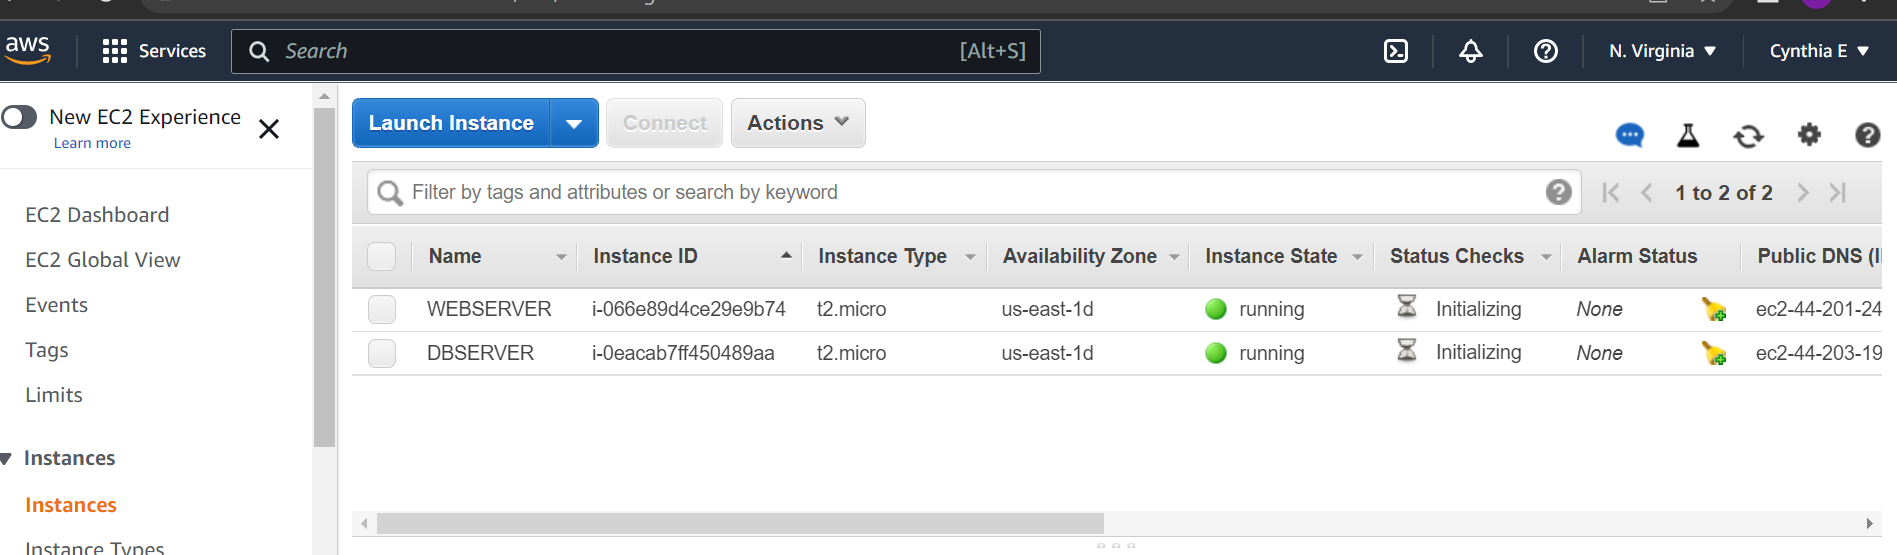 aws
Services
Search
[Alt+S]
N. Virginia
Cynthia E
New EC2 Experience
Learn more
EC2 Dashboard
EC2 Global View
Events
Tags
Limits
Instances
Instances
Instance Types
Launch Instance
Connect
Actions
Filter by tags and attributes or search by keyword
1 to 2 of 2
Name Instance ID Instance Type Availability Zone Instance State Status Checks Alarm Status Public DNS (I
WEBSERVER i-066e89d4ce29e9b74 t2.micro us-east-1d running Initializing None ec2-44-201-24
DBSERVER i-0eacab7ff450489aa t2.micro us-east-1d running Initializing None ec2-44-203-19